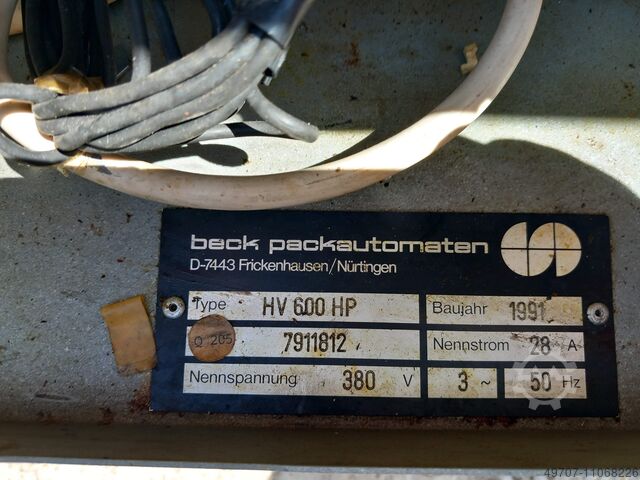 beck packautomaten
D-7443 Frickenhausen/Nürtingen
Type HV 600 HP Baujahr 1991
Q 205 7911812 Nennstrom 28 A
Nennspannung 380 V 3 ~ 50 Hz
49707-11068226